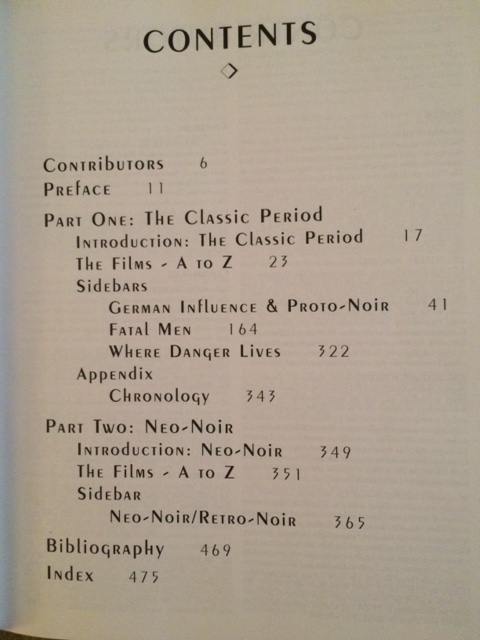 CONTENTS
CONTRIBUTORS 6
PREFACE 11
PART ONE: THE CLASSIC PERIOD
INTRODUCTION: THE CLASSIC PERIOD 17
THE FILMS - A TO Z 23
SIDEBARS
GERMAN INFLUENCE & PROTO-NOIR 41
FATAL MEN 164
WHERE DANGER LIVES 322
APPENDIX
CHRONOLOGY 343
PART TWO: NEO-NOIR
INTRODUCTION: NEO-NOIR 349
THE FILMS - A TO Z 351
SIDEBAR
NEO-NOIR/RETRO-NOIR 365
BIBLIOGRAPHY 469
INDEX 475